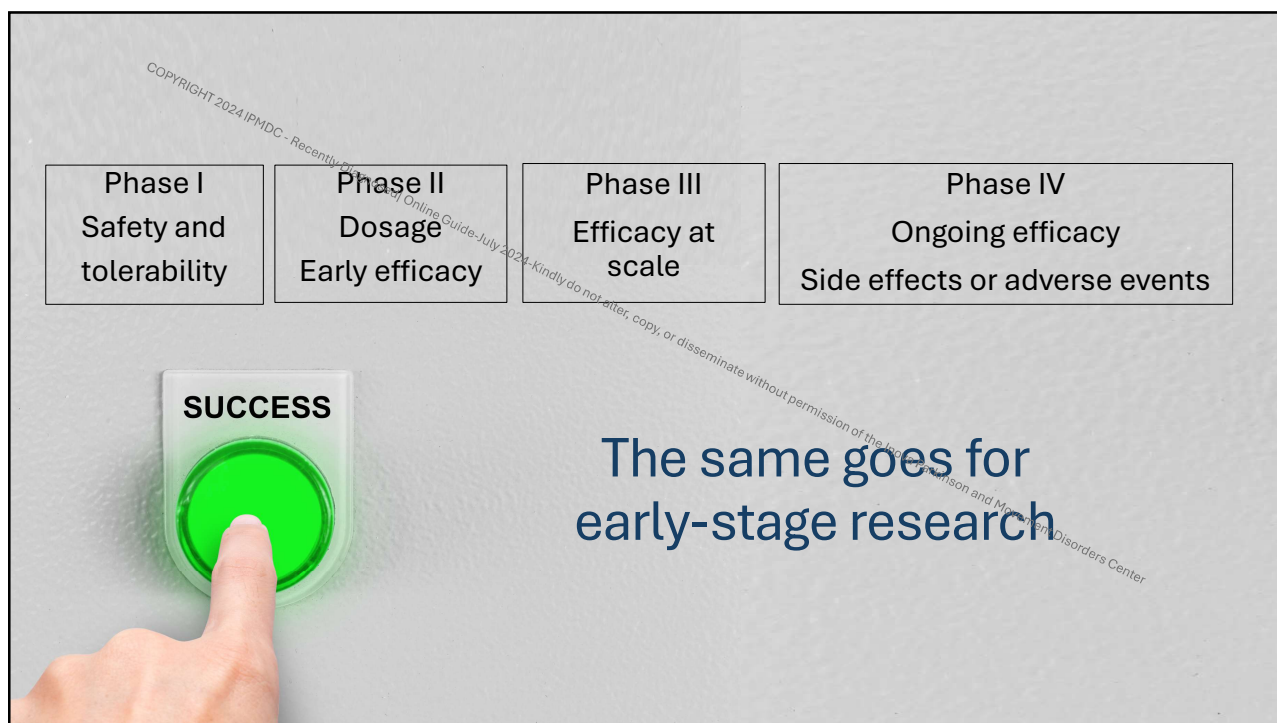 COPYRIGHT 2024 IPMDC - Recently Diagnosed| Online Guide-July 2024-Kindly do not alter, copy, or disseminate without permission of the Inova Parkinson and Movement Disorders Center
Phase I
Safety and
tolerability
Phase II
Dosage
Early efficacy
Phase III
Efficacy at
scale
Phase IV
Ongoing efficacy
Side effects or adverse events
SUCCESS
The same goes for
early-stage research